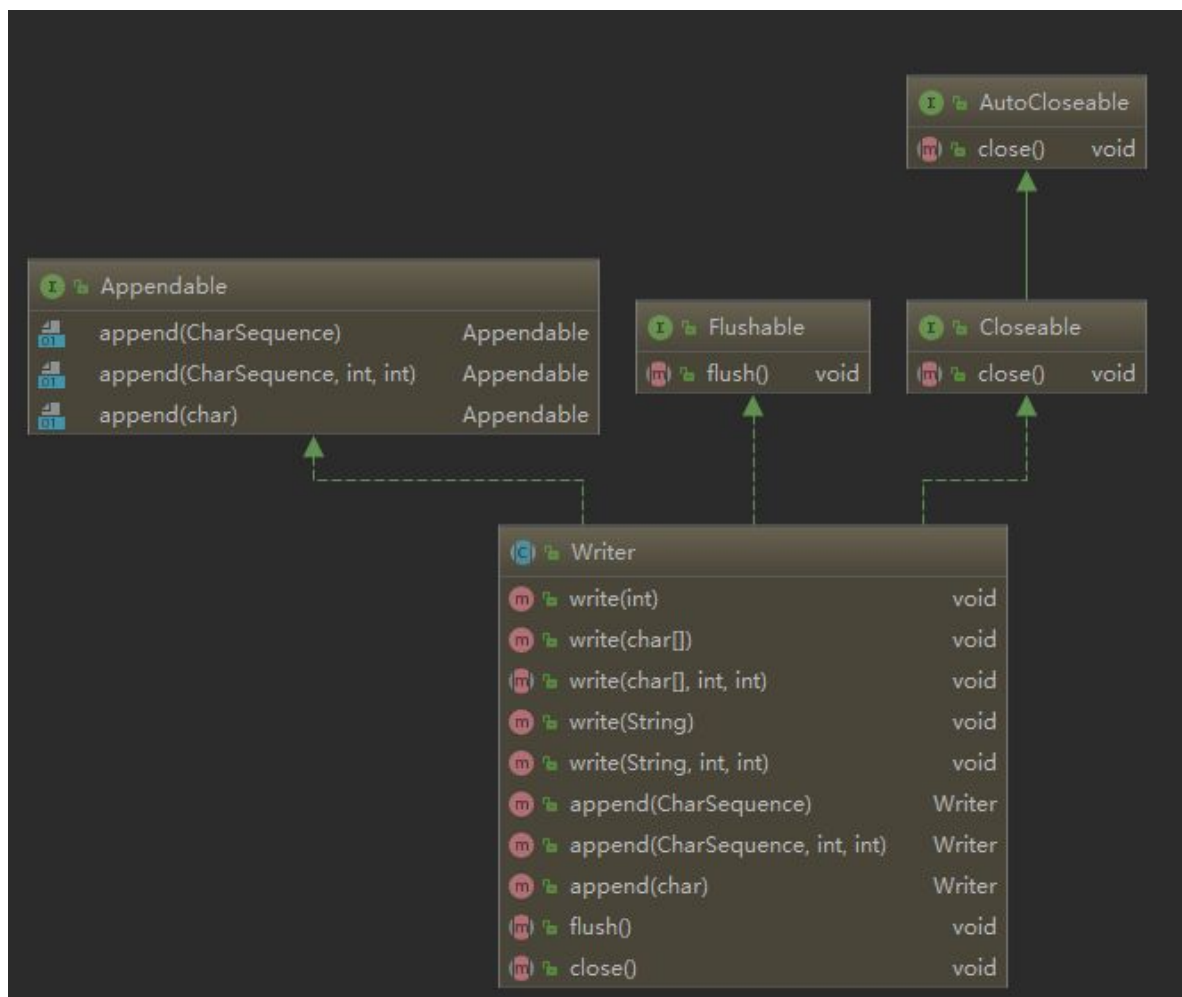 AutoCloseable
close() void
Appendable
append(CharSequence) Appendable
append(CharSequence, int, int) Appendable
append(char) Appendable
Flushable
flush() void
Closeable
close() void
Writer
write(int) void
write(char[]) void
write(char[], int, int) void
write(String) void
write(String, int, int) void
append(CharSequence) Writer
append(CharSequence, int, int) Writer
append(char) Writer
flush() void
close() void